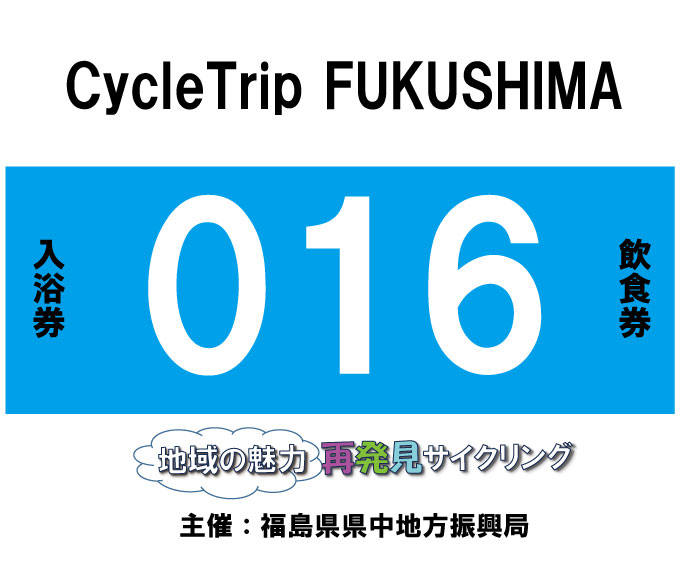 CycleTrip FUKUSHIMA
入浴券
016
飲食券
地域の魅力 再発見サイクリング
主催：福島県県中地方振興局